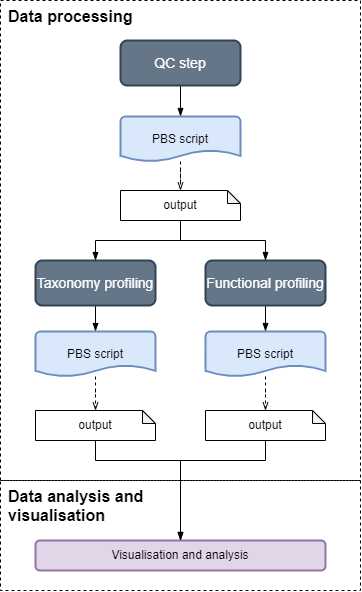 Data processing
QC step
PBS script
output
Taxonomy profiling
Functional profiling
PBS script
PBS script
output
output
Data analysis and
visualisation
Visualisation and analysis